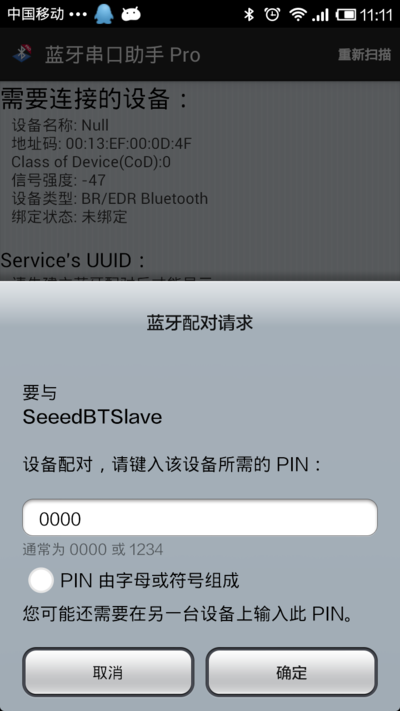 中国移动 ••• 11:11
蓝牙串口助手 Pro 重新扫描
需要连接的设备：
设备名称: Null
地址码: 00:13:EF:00:0D:4F
Class of Device(CoD):0
信号强度: -47
设备类型: BR/EDR Bluetooth
绑定状态: 未绑定
Service's UUID：
蓝牙配对请求
要与
SeeedBTSlave
设备配对，请键入该设备所需的 PIN：
0000
通常为 0000 或 1234
PIN 由字母或符号组成
您可能还需要在另一台设备上输入此 PIN。
取消 确定